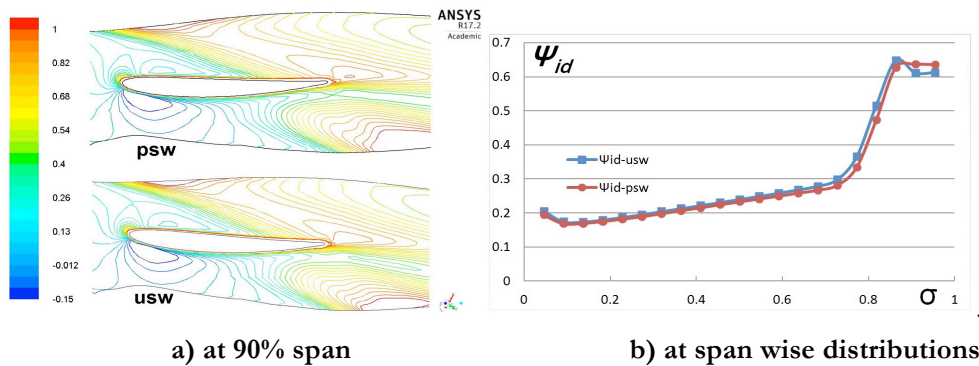 ANSYS
R17.2
Academic
1
0.82
0.68
0.54
0.4
0.26
0.13
-0.012
-0.15
psw
usw
a) at 90% span
Ψid
0.7
0.6
0.5
0.4
0.3
0.2
0.1
0
Ψid-usw
Ψid-psw
0 0.2 0.4 0.6 0.8 1
σ
b) at span wise distributions